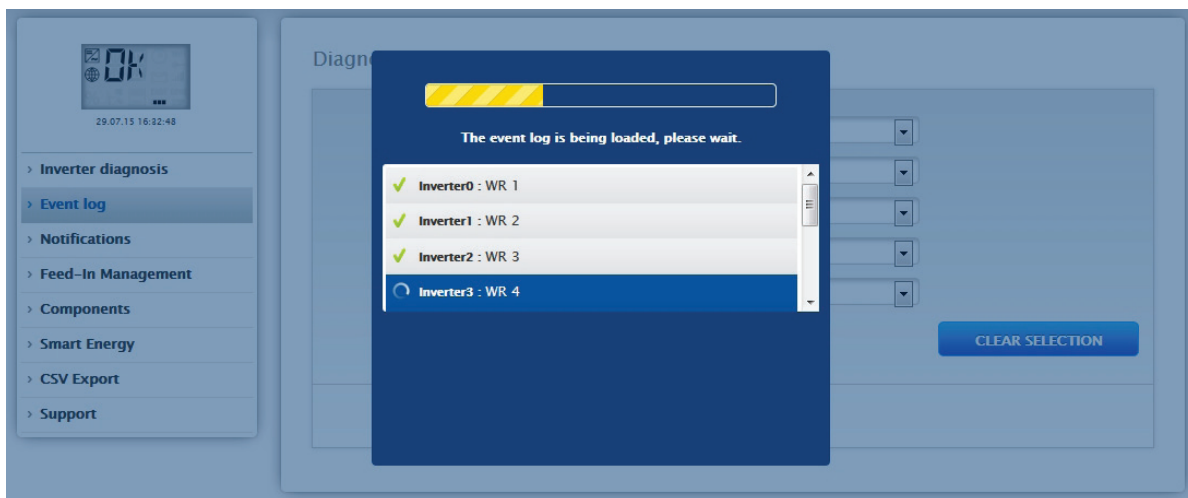 OK
29.07.15 16:32:48
› Inverter diagnosis
› Event log
› Notifications
› Feed-In Management
› Components
› Smart Energy
› CSV Export
› Support
Diagn
The event log is being loaded, please wait.
Inverter0 : WR 1
Inverter1 : WR 2
Inverter2 : WR 3
Inverter3 : WR 4
CLEAR SELECTION